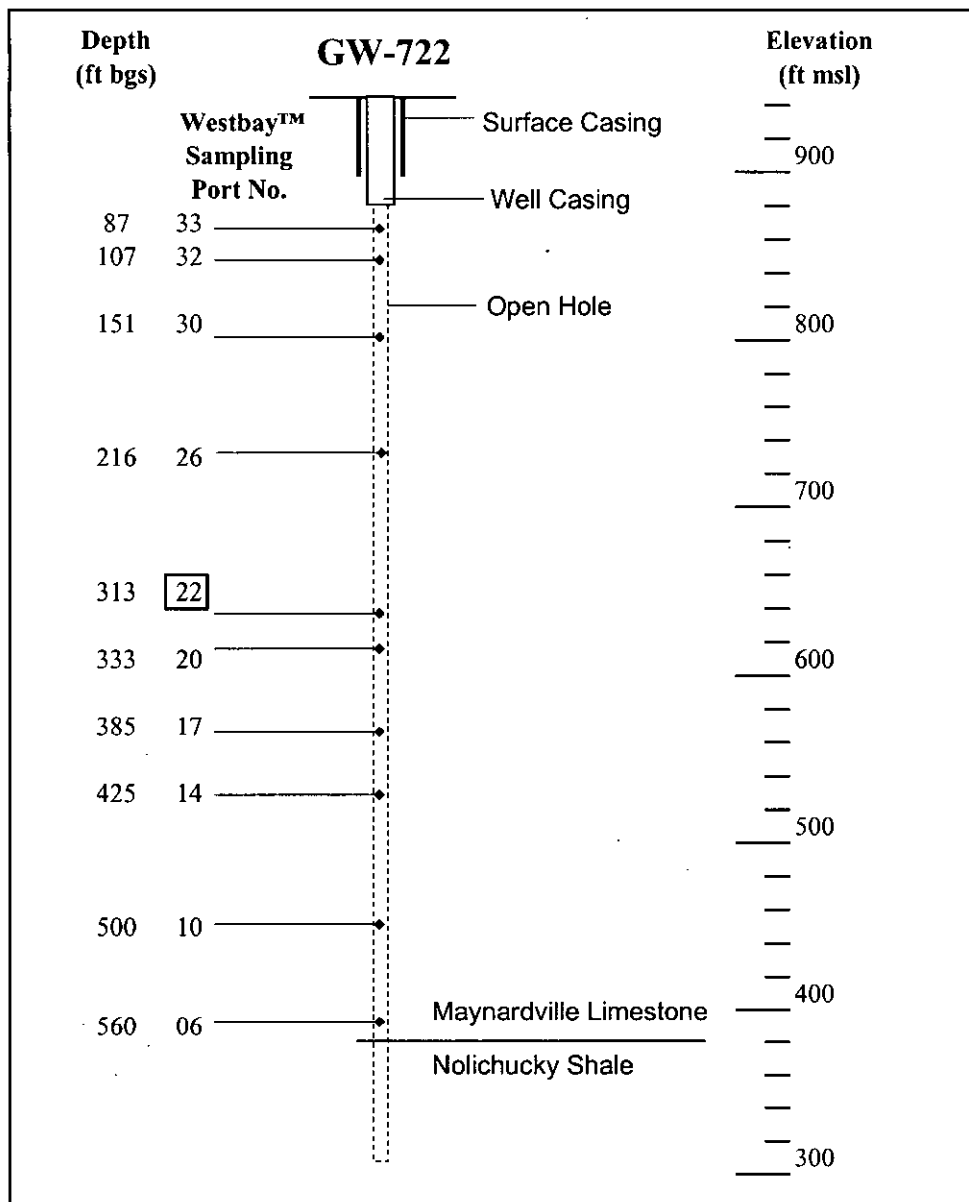 Depth
(ft bgs)
GW-722
Elevation
(ft msl)
Westbay™
Sampling
Port No.
Surface Casing
900
Well Casing
87 33
107 32
Open Hole
151 30
800
216 26
700
313 22
333 20
600
385 17
425 14
500
500 10
400
Maynardville Limestone
560 06
Nolichucky Shale
300